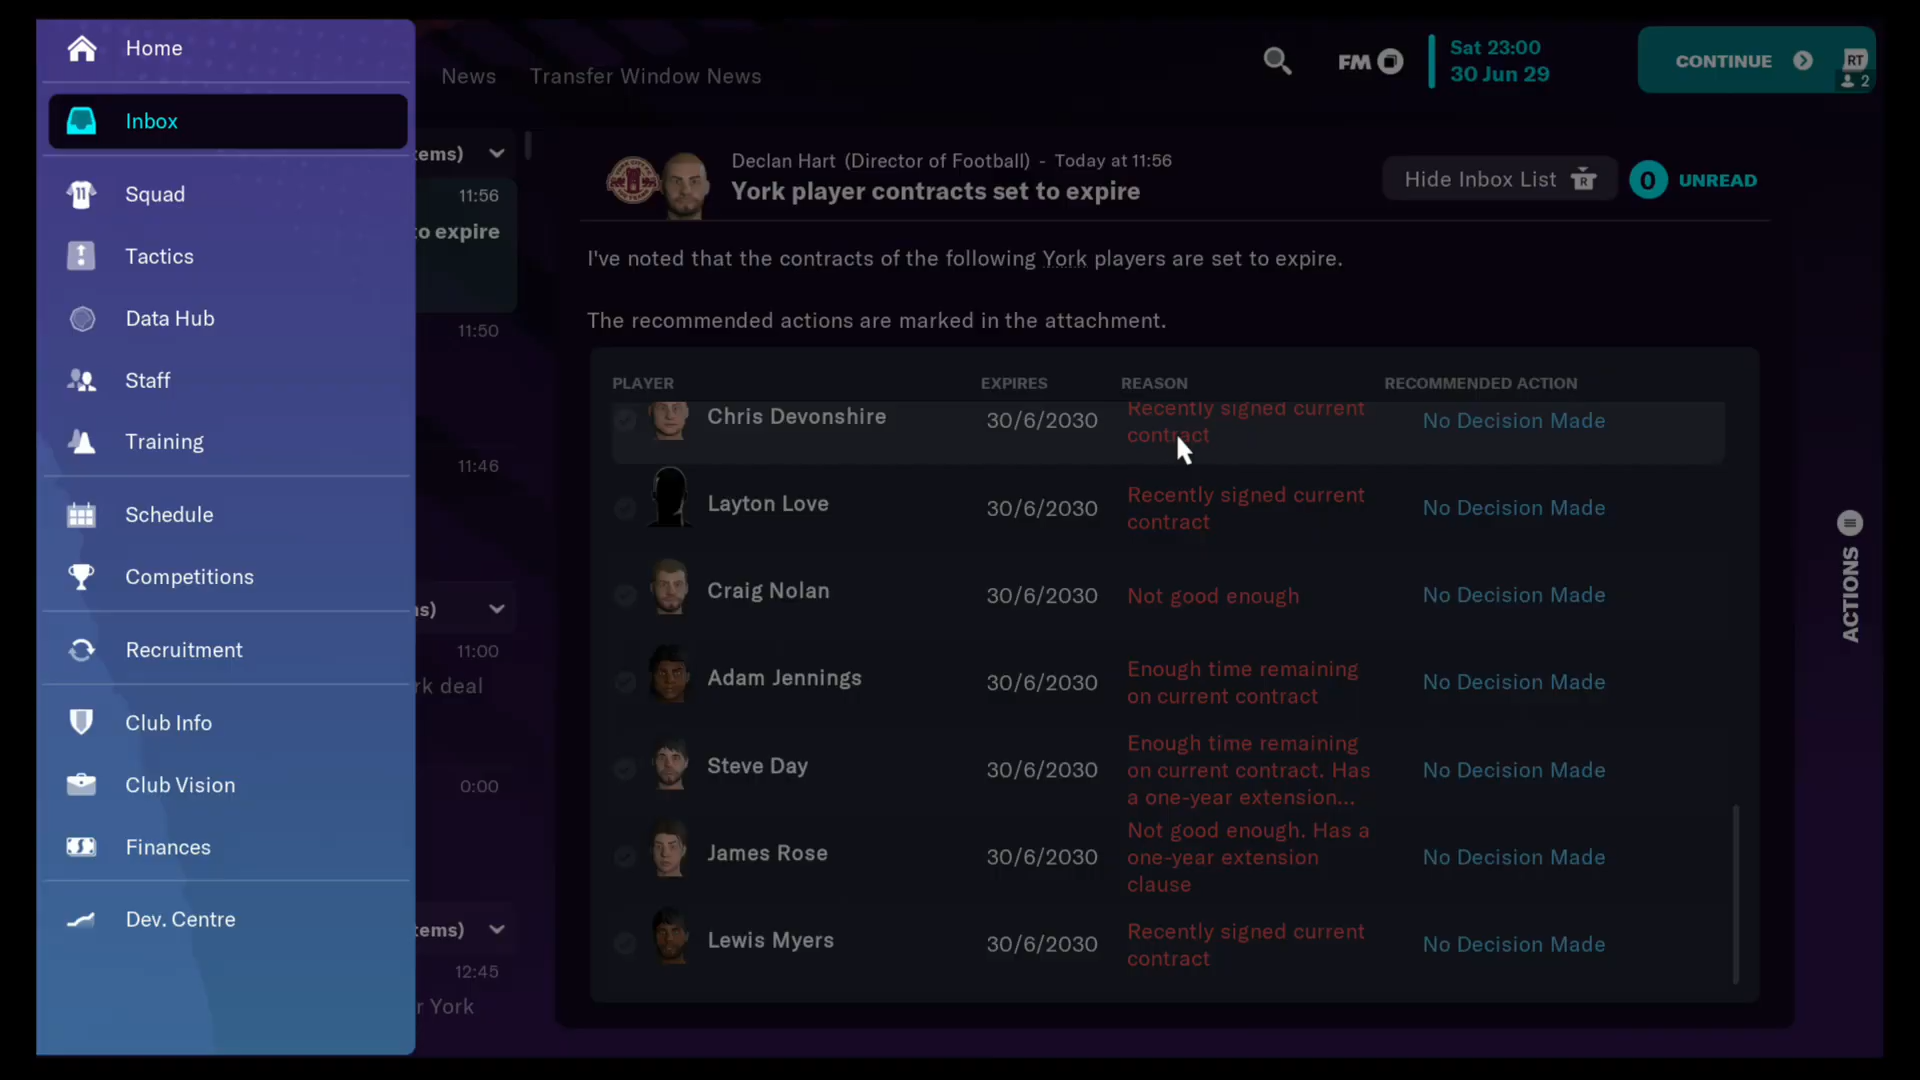 Home
Inbox
Squad
Tactics
Data Hub
Staff
Training
Schedule
Competitions
Recruitment
Club Info
Club Vision
Finances
Dev. Centre
News
Transfer Window News
FM
Sat 23:00
30 Jun 29
CONTINUE
RT
2
ems)
11:56
o expire
11:50
11:46
s)
11:00
rk deal
0:00
ems)
12:45
r York
Declan Hart (Director of Football) - Today at 11:56
York player contracts set to expire
Hide Inbox List
R
0 UNREAD
I've noted that the contracts of the following York players are set to expire.
The recommended actions are marked in the attachment.
PLAYER EXPIRES REASON RECOMMENDED ACTION
Chris Devonshire 30/6/2030 Recently signed current
contract
No Decision Made
Layton Love 30/6/2030 Recently signed current
contract
No Decision Made
Craig Nolan 30/6/2030 Not good enough No Decision Made
Adam Jennings 30/6/2030 Enough time remaining
on current contract
No Decision Made
Steve Day 30/6/2030 Enough time remaining
on current contract. Has
a one-year extension...
No Decision Made
James Rose 30/6/2030 Not good enough. Has a
one-year extension
clause
No Decision Made
Lewis Myers 30/6/2030 Recently signed current
contract
No Decision Made
ACTIONS